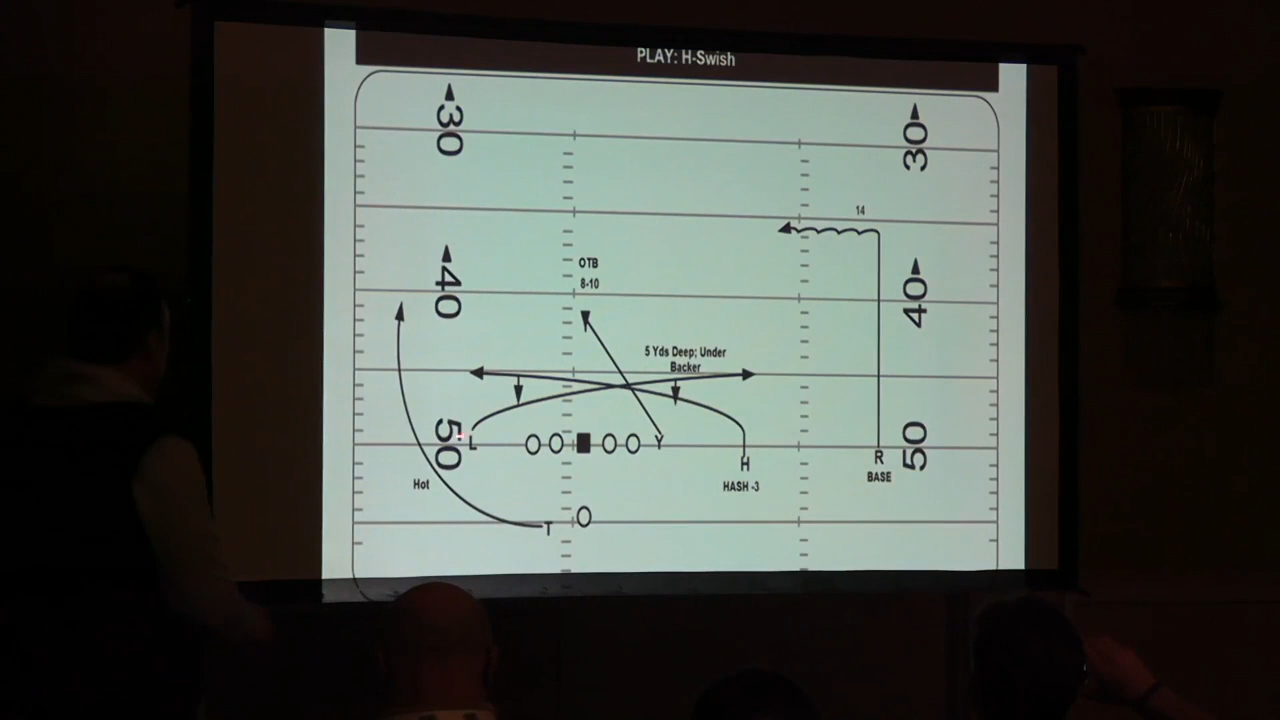 PLAY: H-Swish
30
30
14
OTB
8-10
40
40
5 Yds Deep; Under
Backer
50
L
Y
50
H
R
HASH -3
BASE
Hot
T